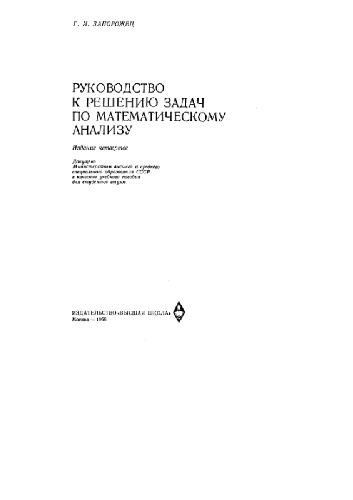 Г. И. ЗАПОРОЖЕЦ
РУКОВОДСТВО
К РЕШЕНИЮ ЗАДАЧ
ПО МАТЕМАТИЧЕСКОМУ
АНАЛИЗУ
Издание четвертое
Допущено
Министерством высшего и среднего
специального образования СССР
в качестве учебного пособия
для студентов вузов
ИЗДАТЕЛЬСТВО «ВЫСШАЯ ШКОЛА»
Москва — 1966